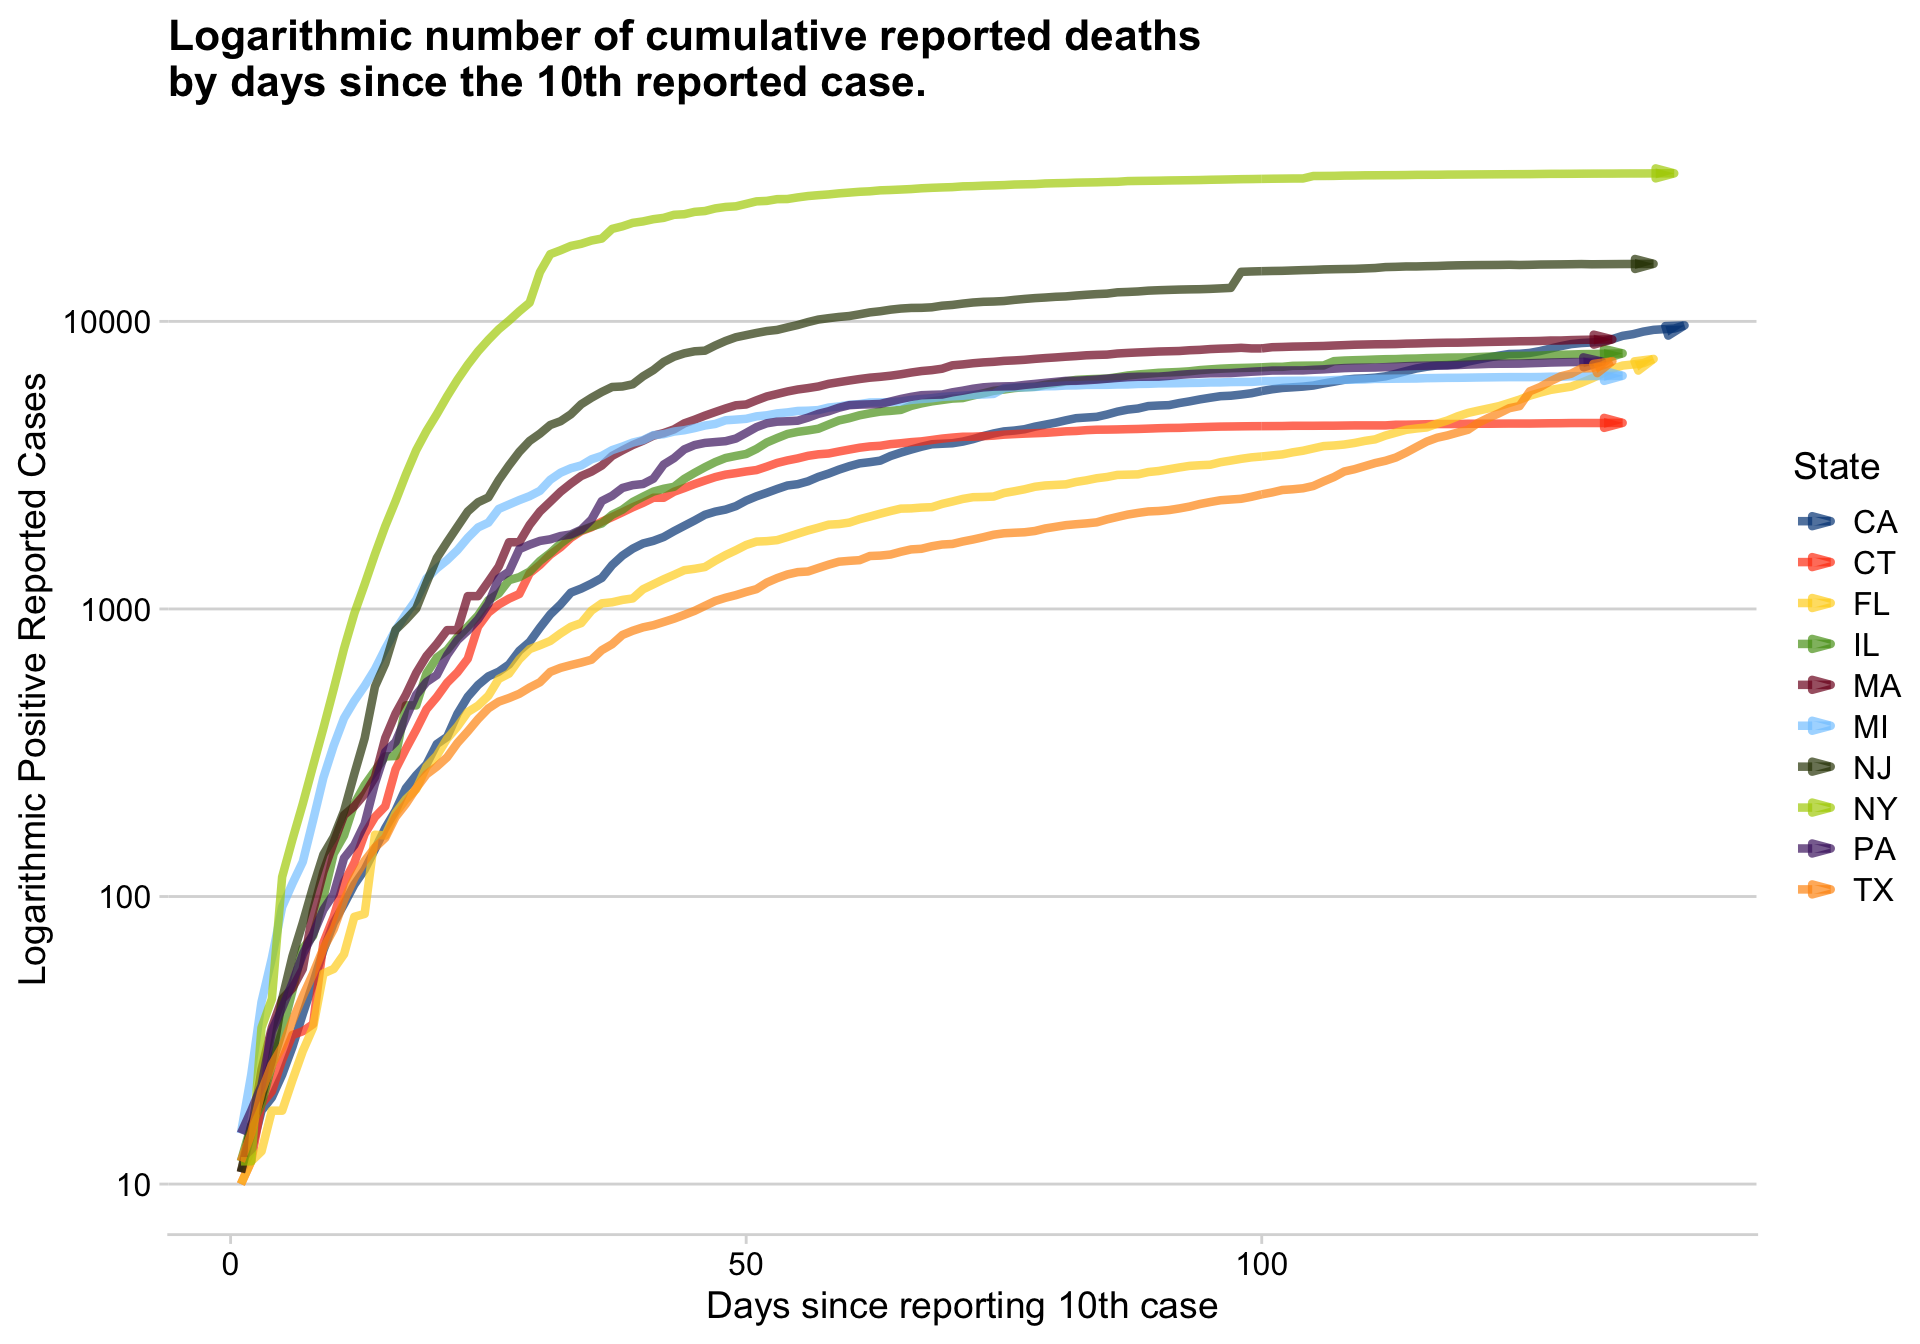 Logarithmic number of cumulative reported deaths
by days since the 10th reported case.
Logarithmic Positive Reported Cases
10000
1000
100
10
0
50
100
Days since reporting 10th case
State
CA
CT
FL
IL
MA
MI
NJ
NY
PA
TX